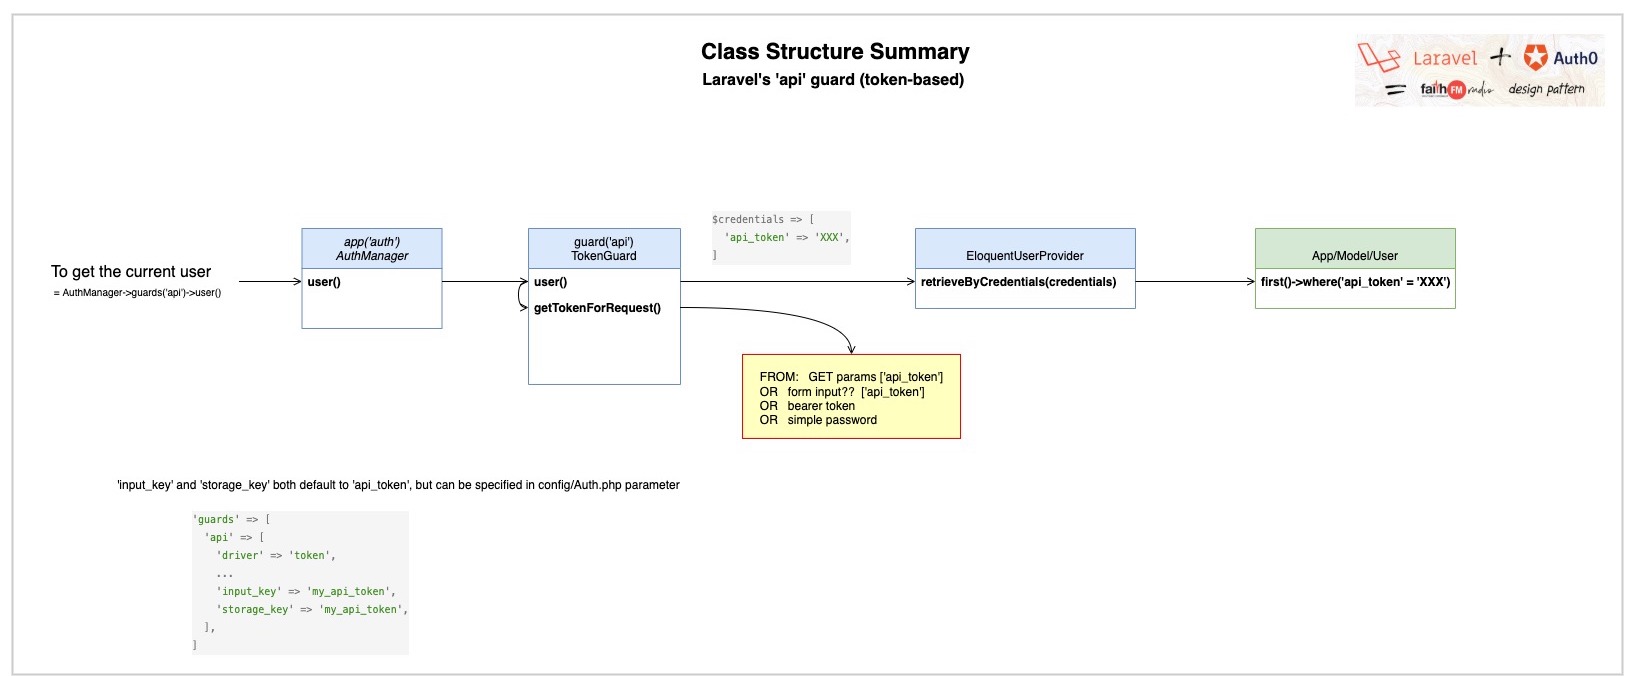 Class Structure Summary
Laravel's 'api' guard (token-based)
Laravel + Auth0
= faith FM radio design pattern
$credentials => [
'api_token' => 'XXX',
]
To get the current user
= AuthManager->guards('api')->user()
app('auth')
AuthManager
user()
guard('api')
TokenGuard
user()
getTokenForRequest()
EloquentUserProvider
retrieveByCredentials(credentials)
App/Model/User
first()->where('api_token' = 'XXX')
FROM: GET params ['api_token']
OR form input?? ['api_token']
OR bearer token
OR simple password
'input_key' and 'storage_key' both default to 'api_token', but can be specified in config/Auth.php parameter
'guards' => [
'api' => [
'driver' => 'token',
...
'input_key' => 'my_api_token',
'storage_key' => 'my_api_token',
],
]